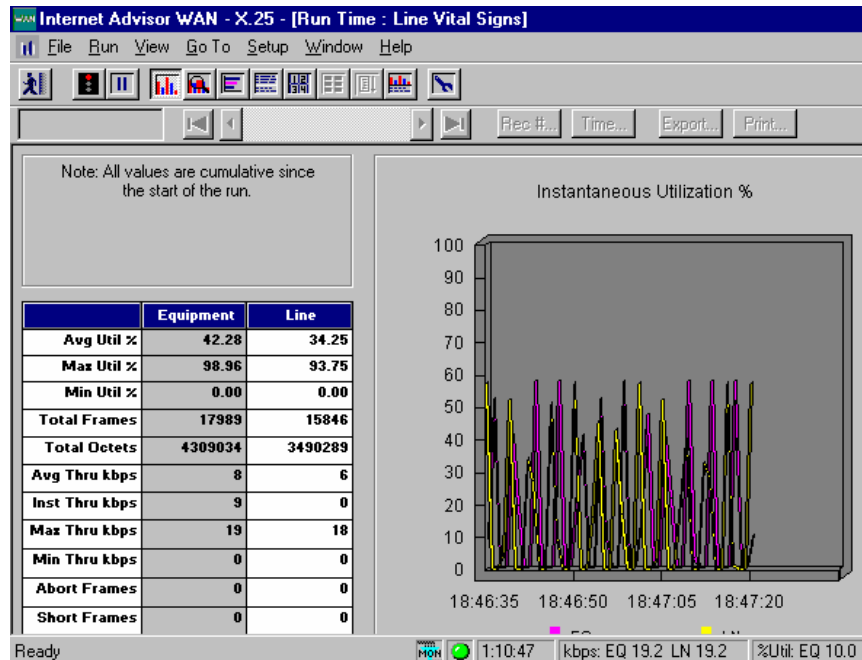 Internet Advisor WAN - X.25 - [Run Time : Line Vital Signs]
File Run View Go To Setup Window Help
Rec #... Time... Export... Print...
Note: All values are cumulative since
the start of the run.
Equipment Line
Avg Util % 42.28 34.25
Max Util % 98.96 93.75
Min Util % 0.00 0.00
Total Frames 17989 15846
Total Octets 4309034 3490289
Avg Thru kbps 8 6
Inst Thru kbps 9 0
Max Thru kbps 19 18
Min Thru kbps 0 0
Abort Frames 0 0
Short Frames 0 0
Instantaneous Utilization %
100
90
80
70
60
50
40
30
20
10
0
18:46:35 18:46:50 18:47:05 18:47:20
Ready MON 1:10:47 kbps: EQ 19.2 LN 19.2 %Util: EQ 10.0